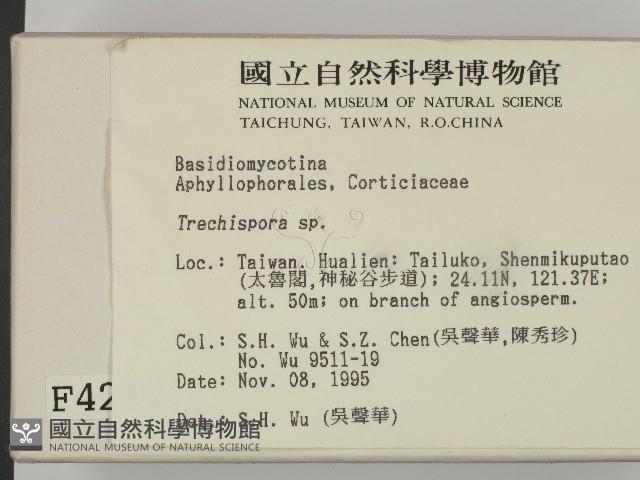 國立自然科學博物館
NATIONAL MUSEUM OF NATURAL SCIENCE
TAICHUNG, TAIWAN, R.O.CHINA
Basidiomycotina
Aphyllophorales, Corticiaceae
Trechispora sp.
Loc.: Taiwan. Hualien: Tailuko, Shenmikuputao
(太魯閣,神秘谷步道); 24.11N, 121.37E;
alt. 50m; on branch of angiosperm.
Col.: S.H. Wu & S.Z. Chen(吳聲華,陳秀珍)
No. Wu 9511-19
Date: Nov. 08, 1995
Det.: S.H. Wu (吳聲華)
F42
國立自然科學博物館
NATIONAL MUSEUM OF NATURAL SCIENCE